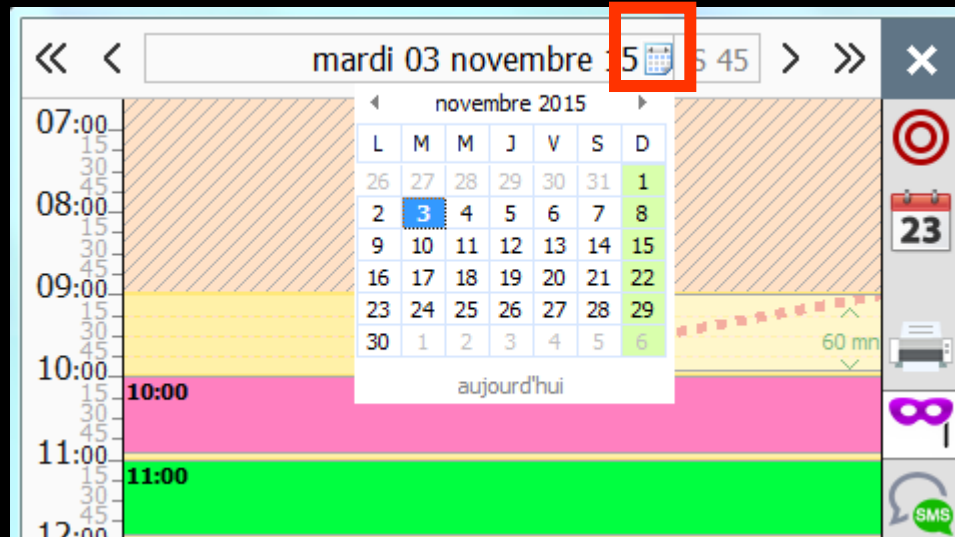 mardi 03 novembre 15 S 45
novembre 2015
L M M J V S D
26 27 28 29 30 31 1
2 3 4 5 6 7 8
9 10 11 12 13 14 15
16 17 18 19 20 21 22
23 24 25 26 27 28 29
30 1 2 3 4 5 6
aujourd'hui
07:00
15
30
45
08:00
15
30
45
09:00
15
30
45
60 mn
10:00
10:00
15
30
45
11:00
11:00
15
30
45
12:00
23
SMS